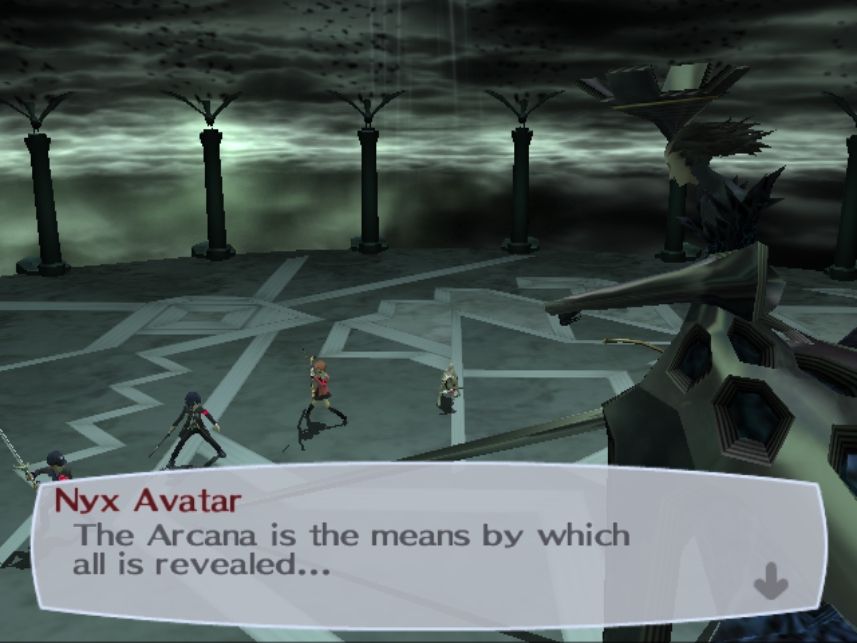 Nyx Avatar
The Arcana is the means by which
all is revealed...